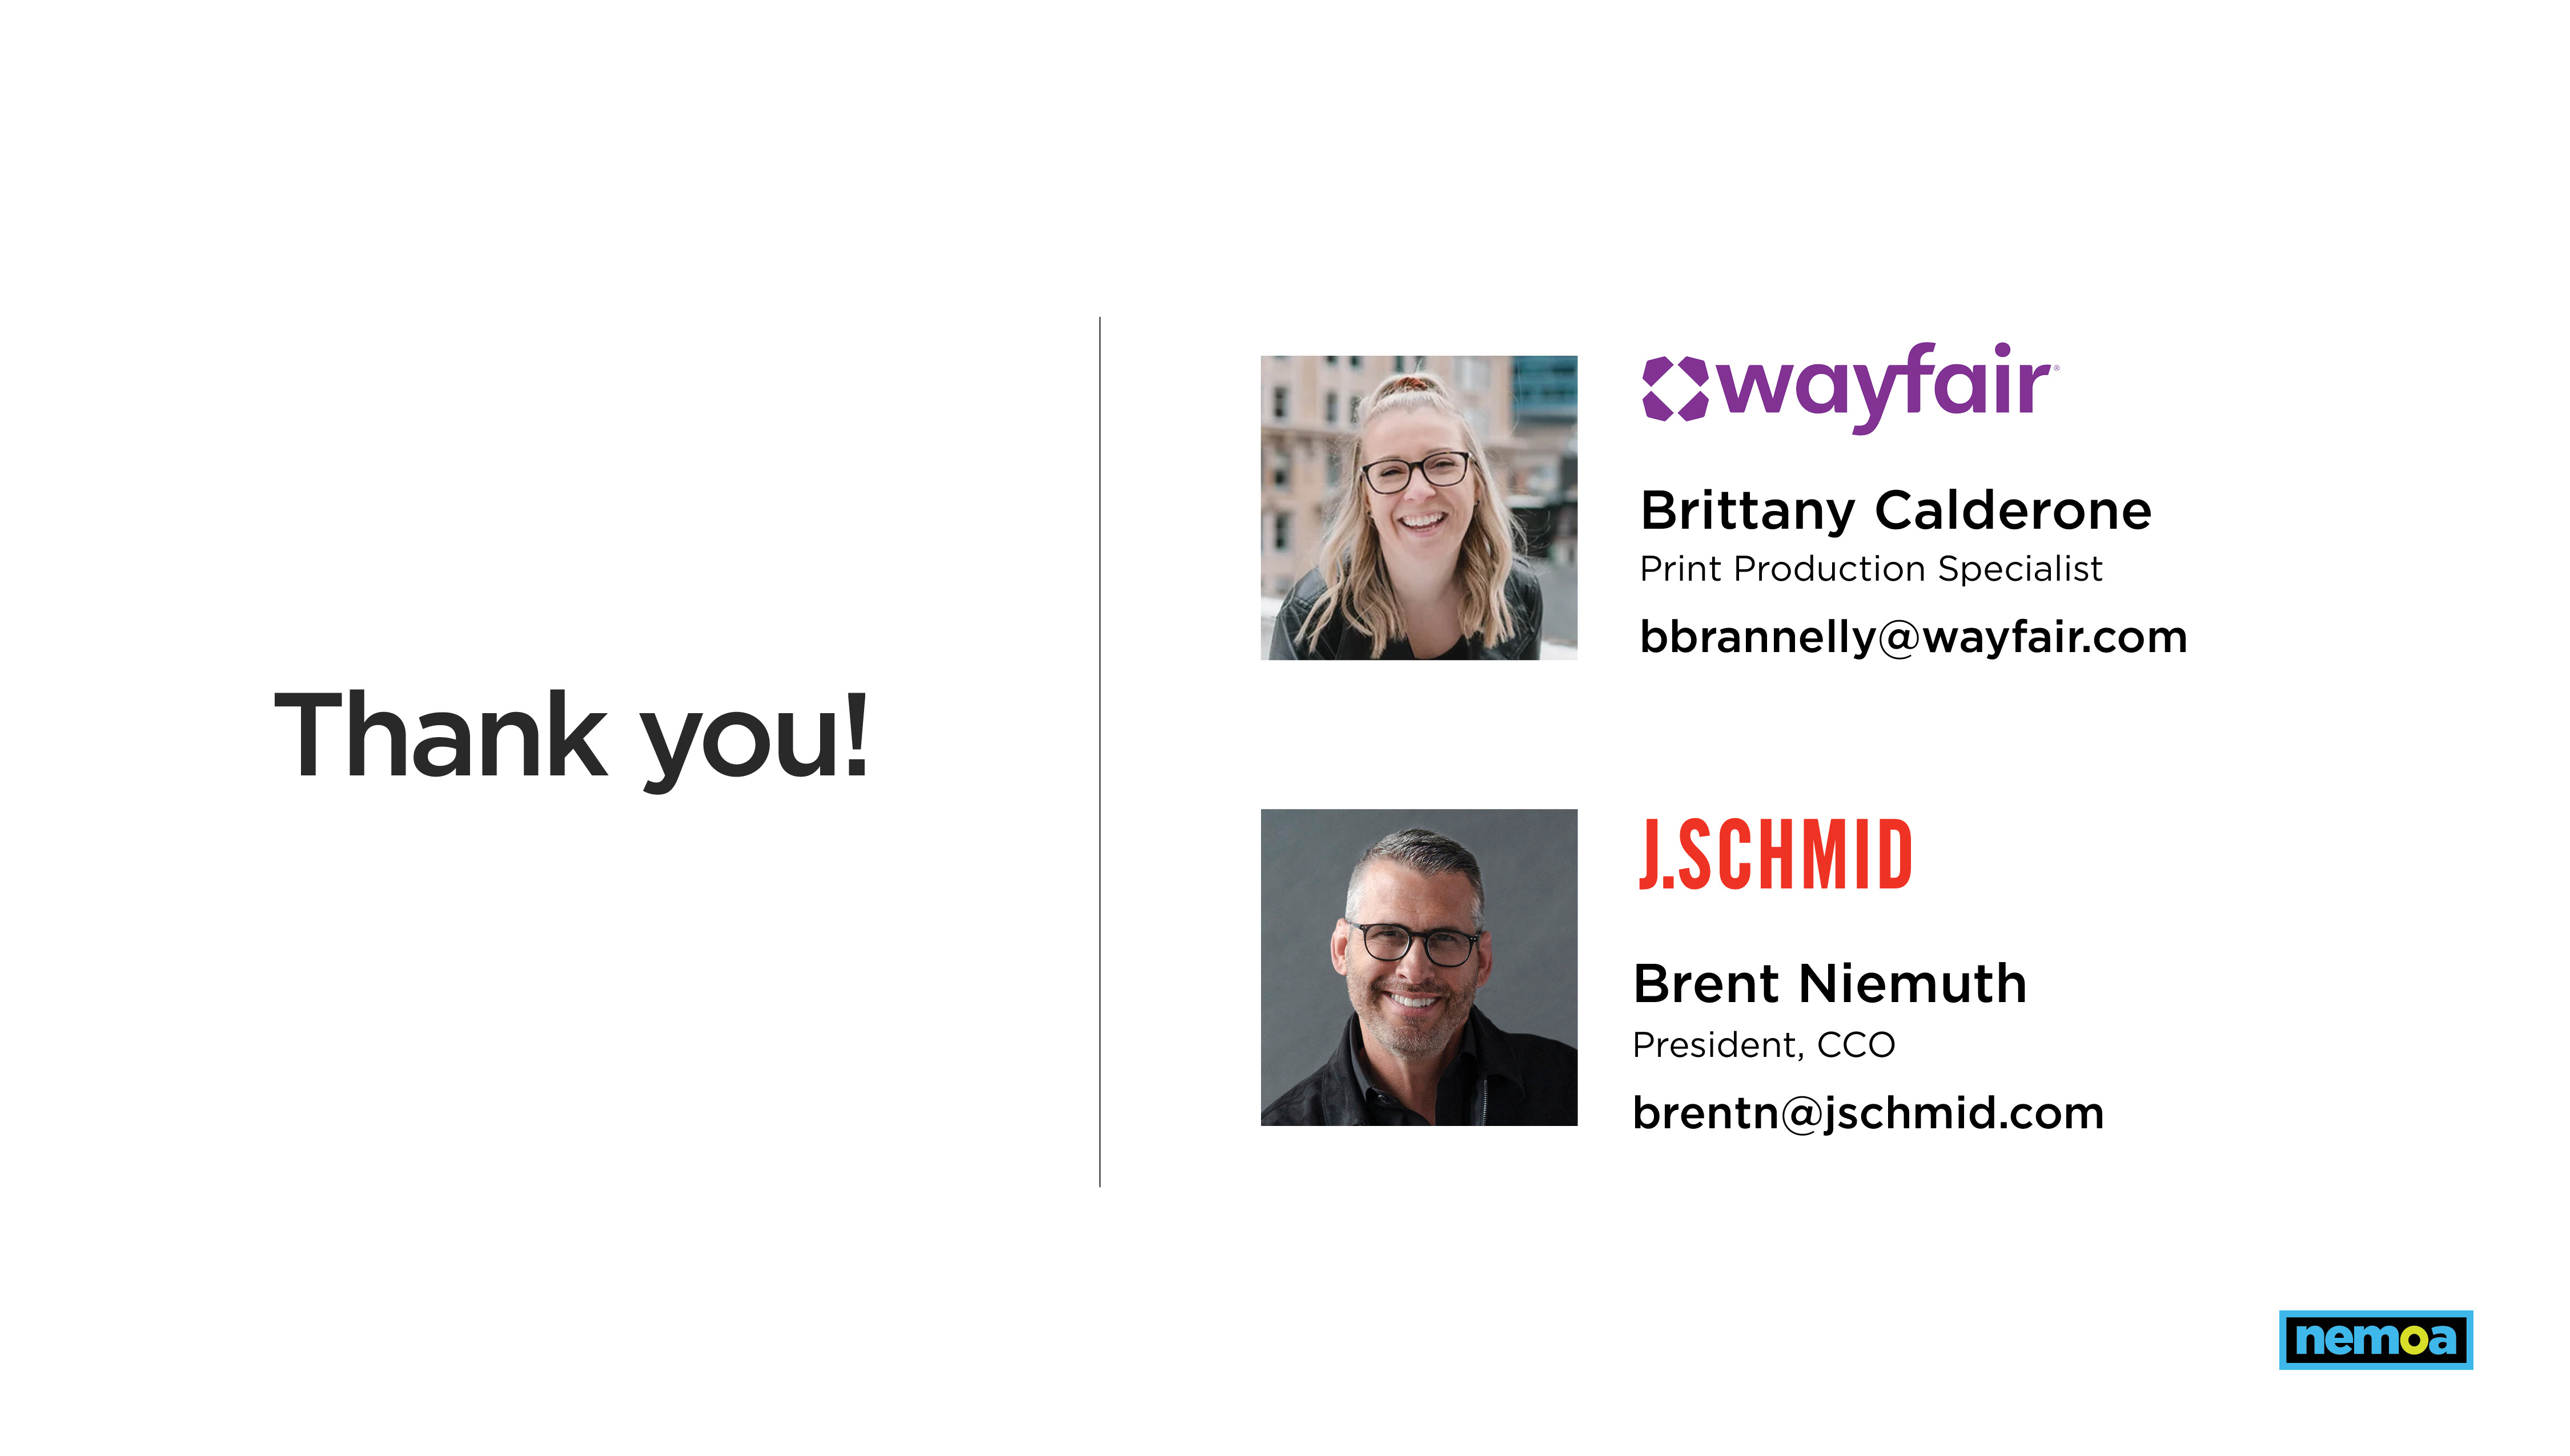 Thank you!
wayfair®
Brittany Calderone
Print Production Specialist
bbrannelly@wayfair.com
J.SCHMID
Brent Niemuth
President, CCO
brentn@jschmid.com
nemoa